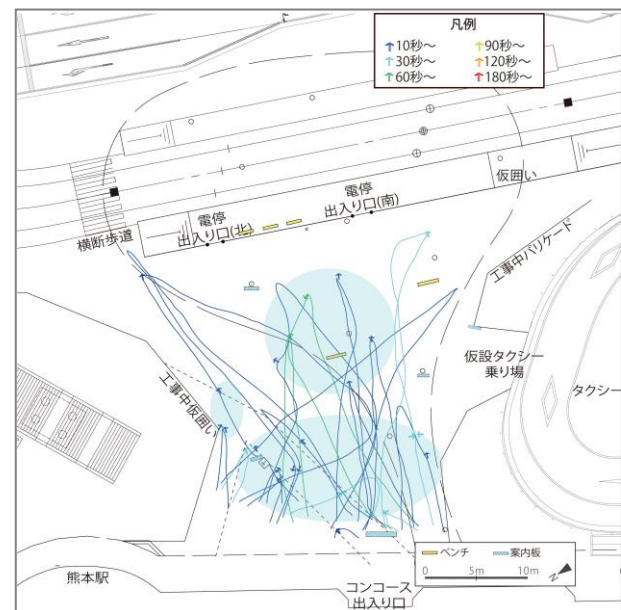 凡例
10秒〜
90秒〜
30秒〜
120秒〜
60秒〜
180秒〜
仮囲い
電停
出入り口(南)
電停
出入り口(北)
横断歩道
工事中バリケード
仮設タクシー
乗り場
タクシー
工事中仮囲い
ベンチ
案内板
0 5m 10m
N
熊本駅
コンコース
出入り口